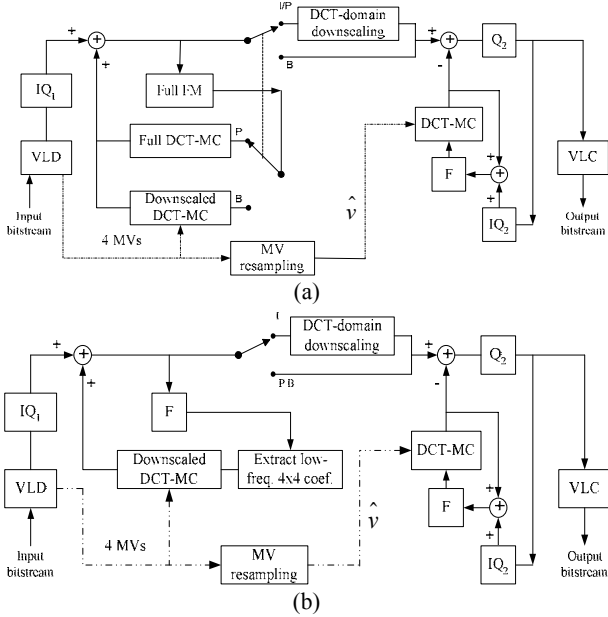 I/P
DCT-domain
downscaling
+
+
+
Q2
-
B
IQ1
Full FM
+
DCT-MC
VLD
Full DCT-MC
P
F
+
+
VLC
Input
bitstream
Downscaled
DCT-MC
B
v̂
IQ2
Output
bitstream
4 MVs
MV
resampling
(a)
I
DCT-domain
downscaling
+
+
+
Q2
-
P B
IQ1
F
+
DCT-MC
VLD
Downscaled
DCT-MC
Extract low-
freq. 4x4 coef.
F
+
+
VLC
v̂
4 MVs
Input
bitstream
MV
resampling
IQ2
Output
bitstream
(b)